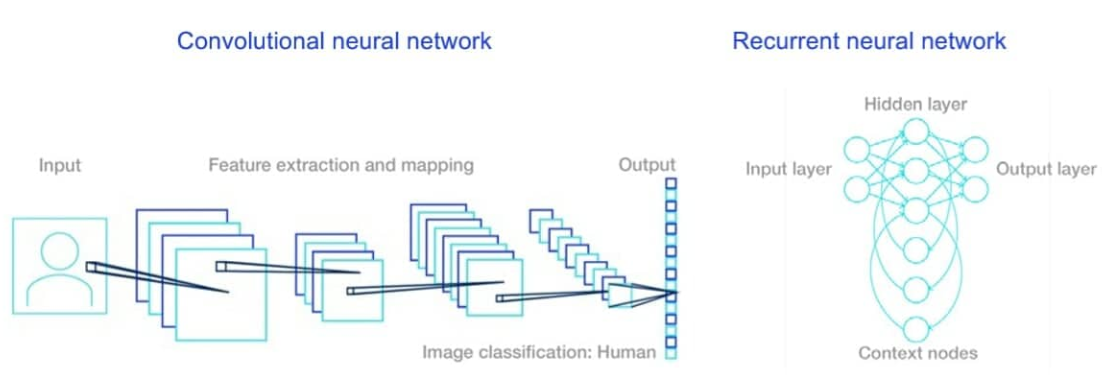 Convolutional neural network
Recurrent neural network
Hidden layer
Input
Feature extraction and mapping
Output
Input layer
Output layer
Image classification: Human
Context nodes